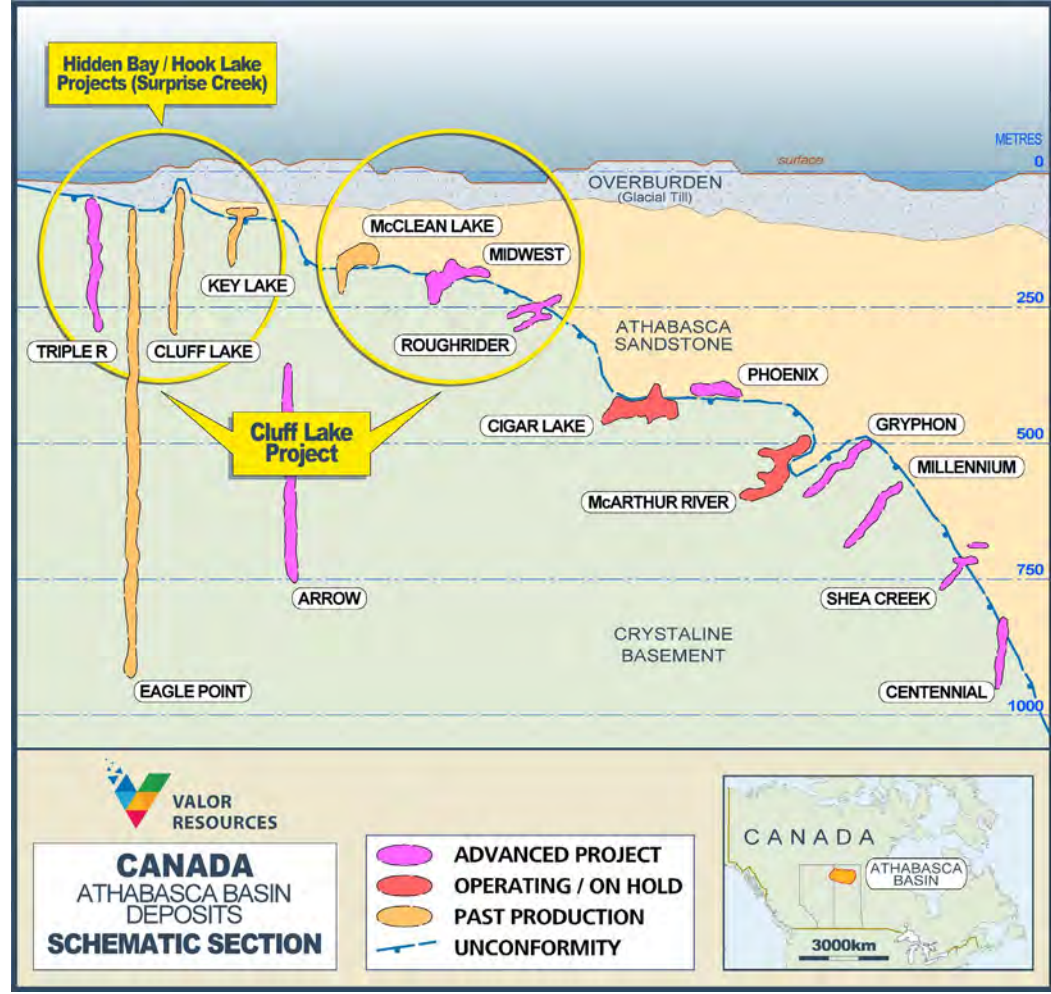 Hidden Bay / Hook Lake
Projects (Surprise Creek)
METRES
surface
0
OVERBURDEN
(Glacial Till)
McCLEAN LAKE
MIDWEST
KEY LAKE
250
ATHABASCA
SANDSTONE
TRIPLE R
CLUFF LAKE
ROUGHRIDER
PHOENIX
CIGAR LAKE
GRYPHON
Cluff Lake
Project
500
MILLENNIUM
McARTHUR RIVER
750
ARROW
SHEA CREEK
CRYSTALINE
BASEMENT
EAGLE POINT
CENTENNIAL
1000
VALOR
RESOURCES
CANADA
ATHABASCA BASIN
DEPOSITS
SCHEMATIC SECTION
ADVANCED PROJECT
OPERATING / ON HOLD
PAST PRODUCTION
UNCONFORMITY
CANADA
ATHABASCA
BASIN
3000km